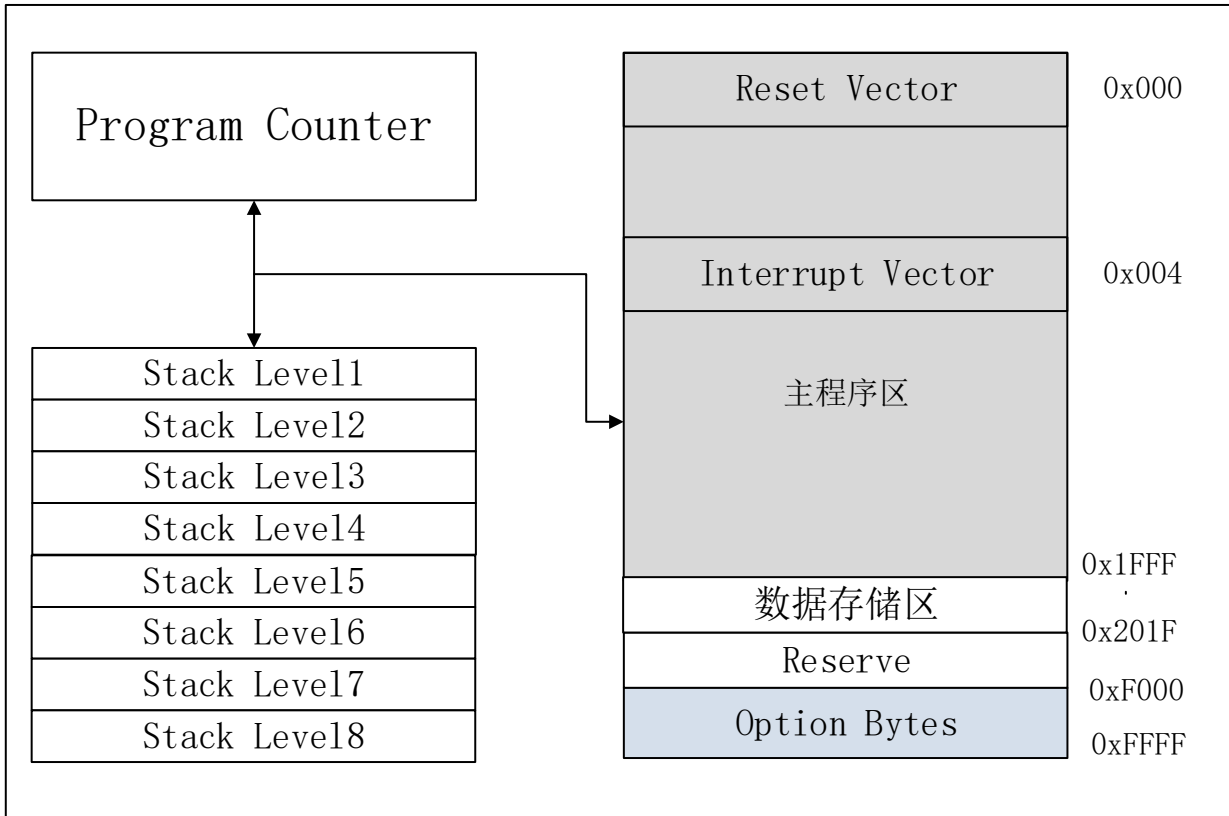 Program Counter
Stack Level1
Stack Level2
Stack Level3
Stack Level4
Stack Level5
Stack Level6
Stack Level7
Stack Level8
Reset Vector
0x000
Interrupt Vector
0x004
主程序区
0x1FFF
数据存储区
0x201F
Reserve
0xF000
Option Bytes
0xFFFF